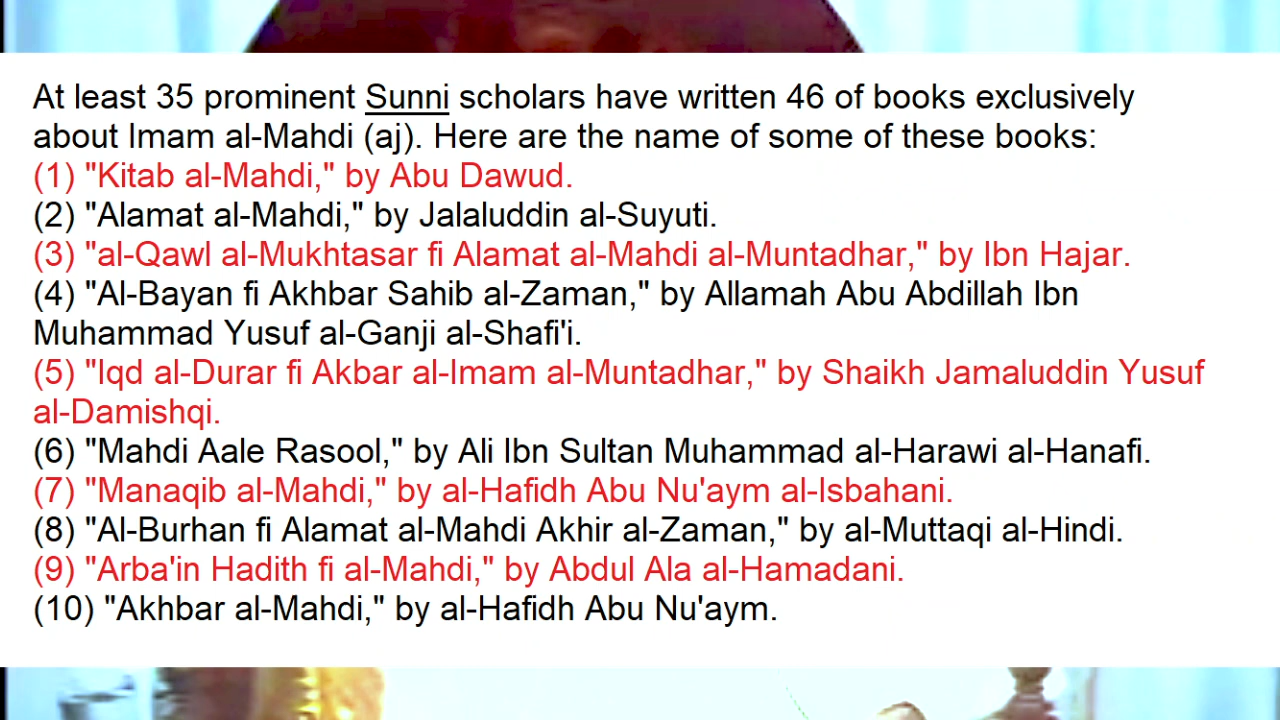 At least 35 prominent Sunni scholars have written 46 of books exclusively
about Imam al-Mahdi (aj). Here are the name of some of these books:
(1) "Kitab al-Mahdi," by Abu Dawud.
(2) "Alamat al-Mahdi," by Jalaluddin al-Suyuti.
(3) "al-Qawl al-Mukhtasar fi Alamat al-Mahdi al-Muntadhar," by Ibn Hajar.
(4) "Al-Bayan fi Akhbar Sahib al-Zaman," by Allamah Abu Abdillah Ibn
Muhammad Yusuf al-Ganji al-Shafi'i.
(5) "Iqd al-Durar fi Akbar al-Imam al-Muntadhar," by Shaikh Jamaluddin Yusuf
al-Damishqi.
(6) "Mahdi Aale Rasool," by Ali Ibn Sultan Muhammad al-Harawi al-Hanafi.
(7) "Manaqib al-Mahdi," by al-Hafidh Abu Nu'aym al-Isbahani.
(8) "Al-Burhan fi Alamat al-Mahdi Akhir al-Zaman," by al-Muttaqi al-Hindi.
(9) "Arba'in Hadith fi al-Mahdi," by Abdul Ala al-Hamadani.
(10) "Akhbar al-Mahdi," by al-Hafidh Abu Nu'aym.